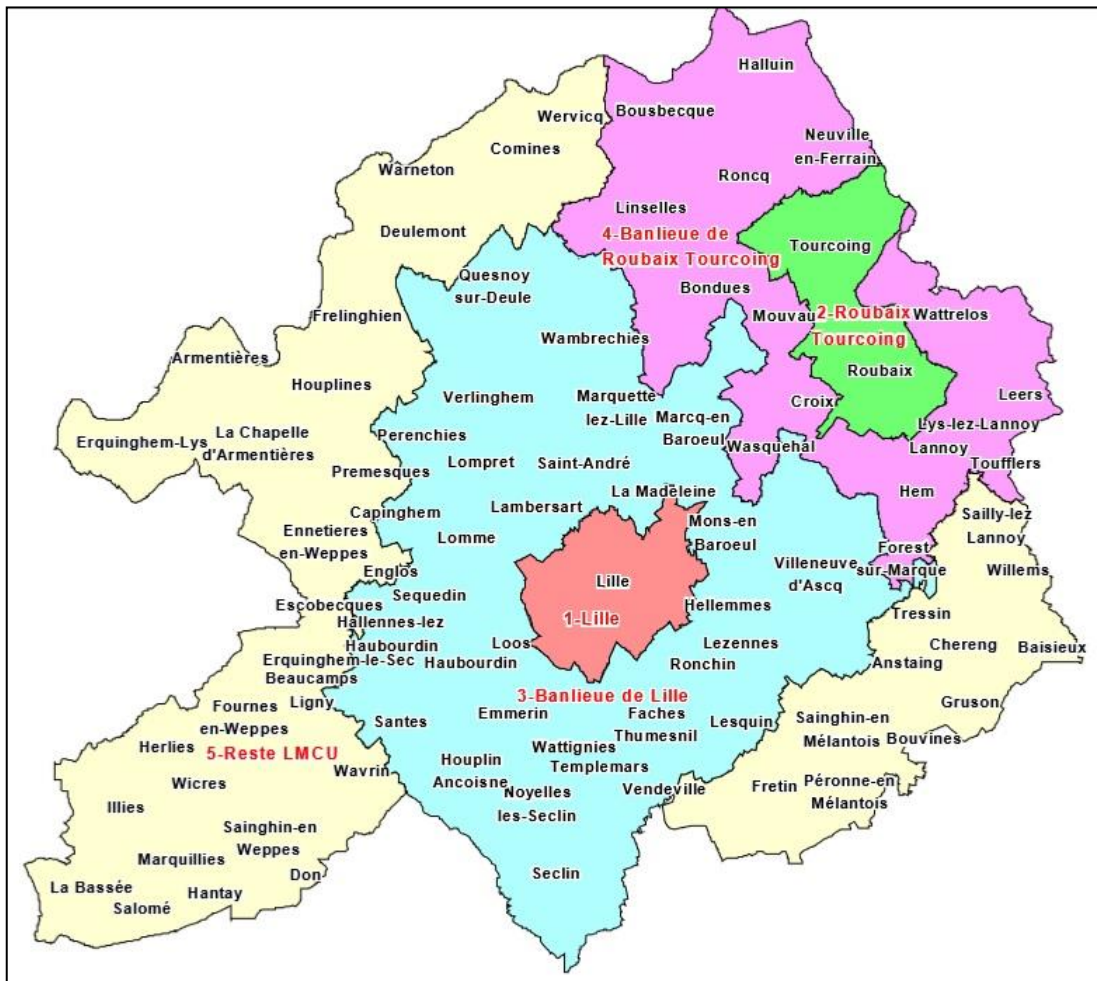 Halluin
Bousbecque
Wervicq
Neuville
en-Ferrain
Comines
Warneton
Roncq
Linselles
Deulemont
4-Banlieue de
Roubaix Tourcoing
Tourcoing
Quesnoy
sur-Deule
Bondues
Frelinghien
Mouvau
2-Roubaix
Tourcoing
Wattrelos
Wambrechies
Armentières
Roubaix
Houplines
Verlinghem
Marquette
lez-Lille
Leers
Croix
Marcq-en
Baroeul
Lys-lez-Lannoy
La Chapelle
d'Armentières
Erquinghem-Lys
Perenchies
Wasquehal
Lannoy
Toufflers
Premesques
Lompret
Saint-André
La Madeleine
Hem
Capinghem
Lambersart
Sailly-lez
Lannoy
Ennetieres
en-Weppes
Lomme
Mons-en
Baroeul
Forest
sur-Marque
Villeneuve
d'Ascq
Willems
Englos
Lille
Sequedin
Escobecques
Hellemmes
Tressin
1-Lille
Hallennes-lez
Haubourdin
Loos
Lezennes
Chereng
Baisieux
Erquinghem-le-Sec
Haubourdin
Ronchin
Anstaing
Beaucamps
Ligny
3-Banlieue de Lille
Gruson
Fournes
en-Weppes
Santes
Emmerin
Faches
Thumesnil
Lesquin
Sainghin-en
Mélantois
Bouvines
Herlies
5-Reste LMCU
Wattignies
Houplin
Ancoisne
Templemars
Wavrin
Wicres
Noyelles
les-Seclin
Vendeville
Fretin
Péronne-en
Mélantois
Illies
Sainghin-en
Weppes
Marquillies
Seclin
Don
La Bassée
Hantay
Salomé